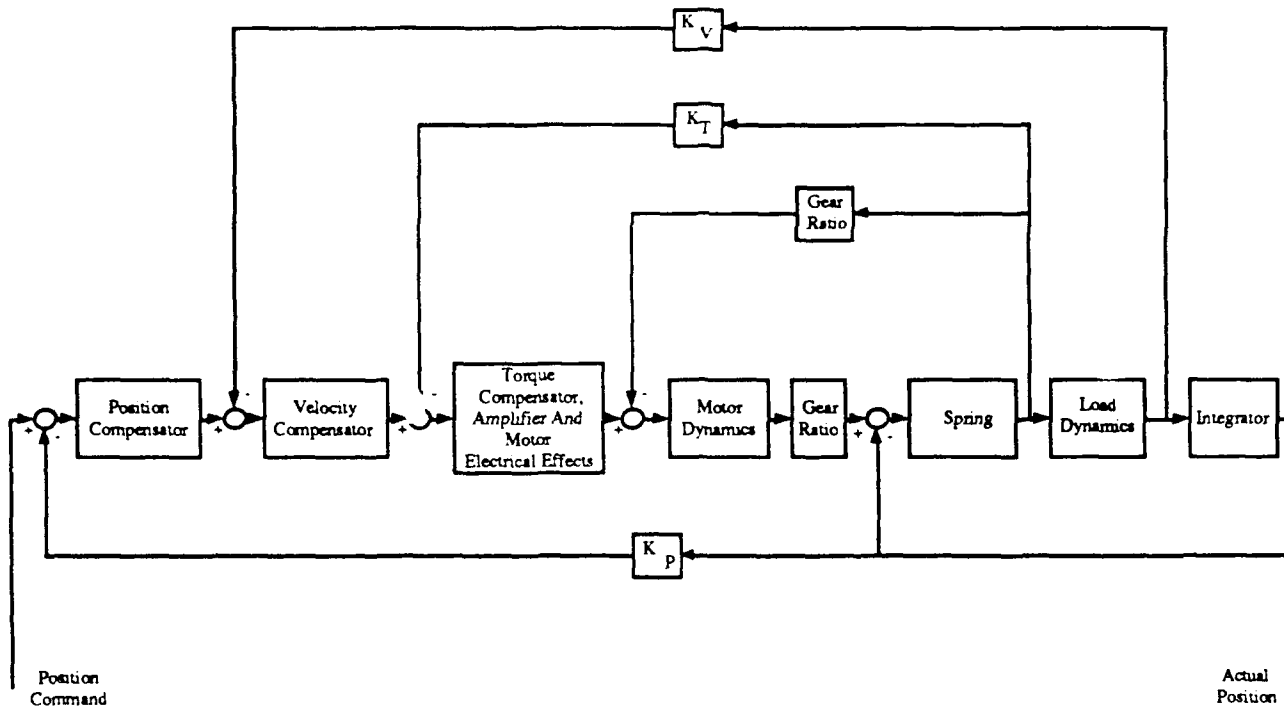 K
V
K
T
Gear
Ratio
+
-
Position
Compensator
+
-
Velocity
Compensator
+
-
Torque
Compensator,
Amplifier And
Motor
Electrical Effects
+
-
Motor
Dynamics
Gear
Ratio
+
-
Spring
Load
Dynamics
Integrator
K
P
Position
Command
Actual
Position